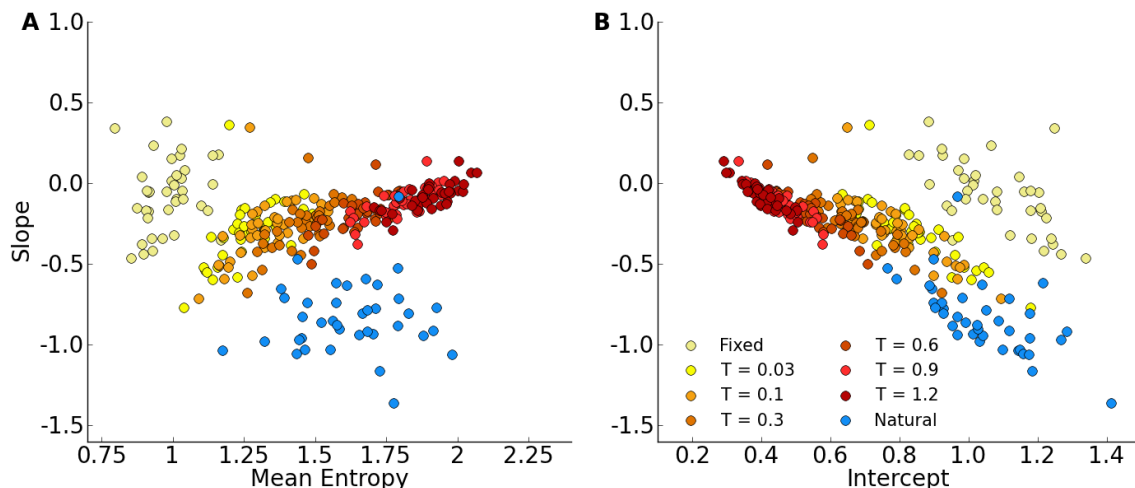 A
B
1.0
0.5
0.0
-0.5
-1.0
-1.5
Slope
0.75
1
1.25
1.5
1.75
2
2.25
Mean Entropy
1.0
0.5
0.0
-0.5
-1.0
-1.5
Fixed
T = 0.03
T = 0.1
T = 0.3
T = 0.6
T = 0.9
T = 1.2
Natural
0.2
0.4
0.6
0.8
1.0
1.2
1.4
Intercept